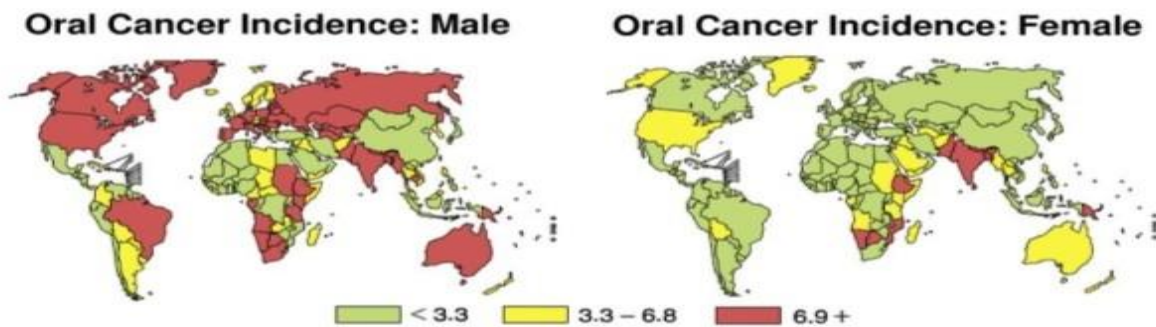 Oral Cancer Incidence: Male
Oral Cancer Incidence: Female
< 3.3
3.3 – 6.8
6.9 +